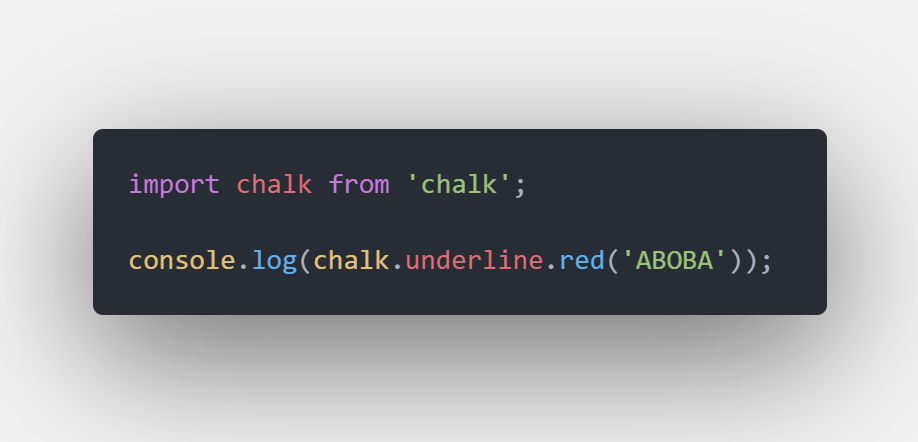 import chalk from 'chalk';
console.log(chalk.underline.red('ABOBA'));